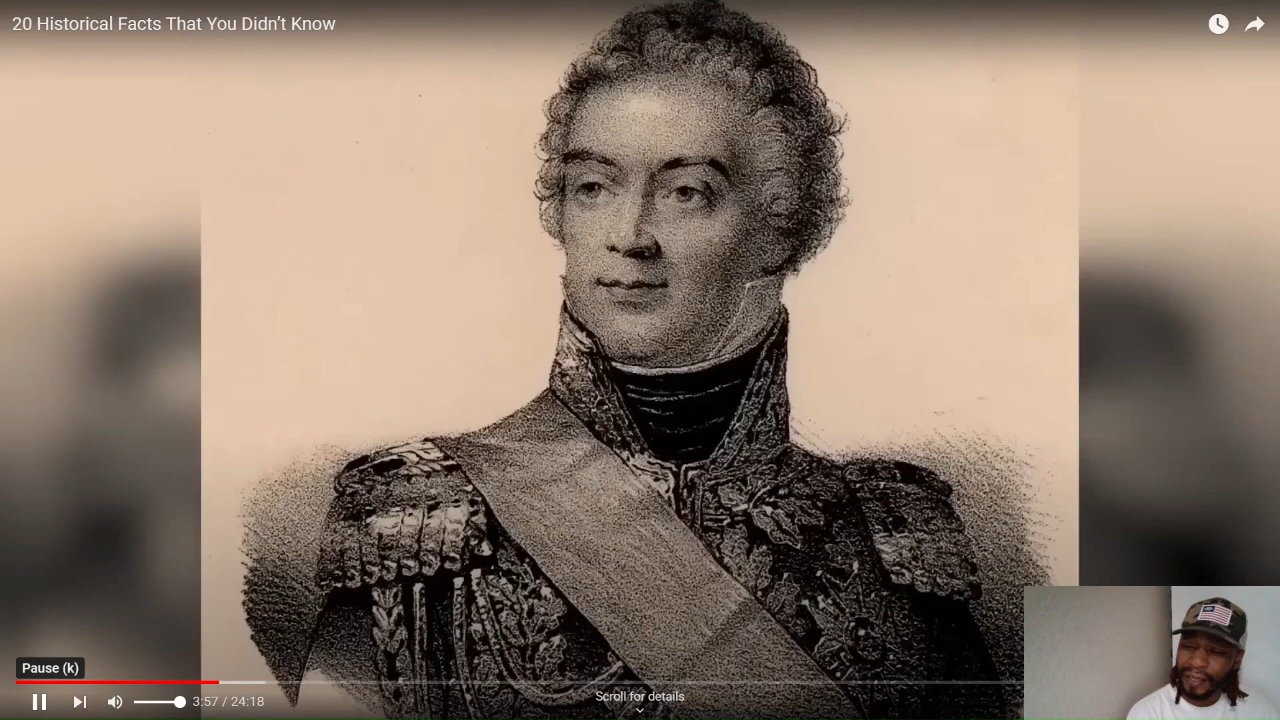 20 Historical Facts That You Didn’t Know
Pause (k)
3:57 / 24:18
Scroll for details